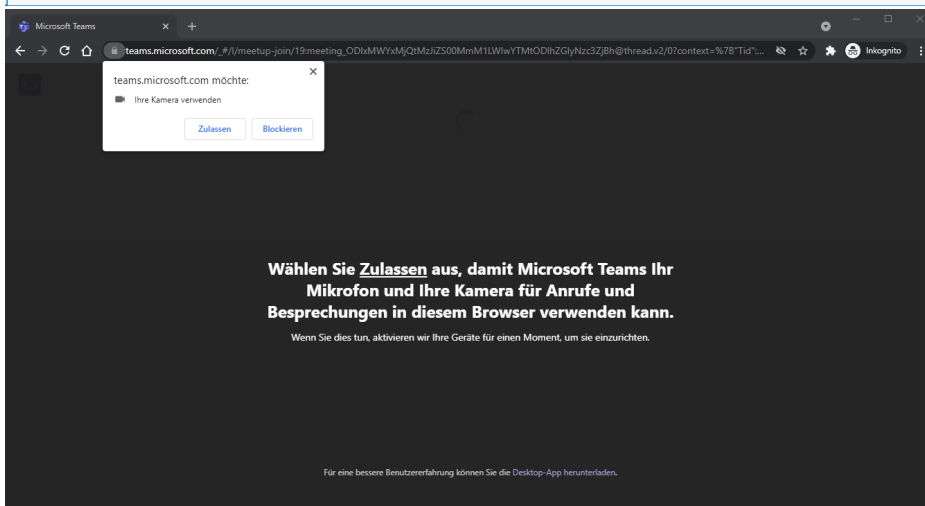 Microsoft Teams
teams.microsoft.com/_#/l/meetup-join/19:meeting_ODIxMWYxMjQtMzJiZS00MmM1LWIwYTMtODlhZGIyNzc3ZjBh@thread.v2/0?context=%7B"Tid":...
Inkognito
teams.microsoft.com möchte:
Ihre Kamera verwenden
Zulassen Blockieren
Wählen Sie Zulassen aus, damit Microsoft Teams Ihr
Mikrofon und Ihre Kamera für Anrufe und
Besprechungen in diesem Browser verwenden kann.
Wenn Sie dies tun, aktivieren wir Ihre Geräte für einen Moment, um sie einzurichten.
Für eine bessere Benutzererfahrung können Sie die Desktop-App herunterladen.